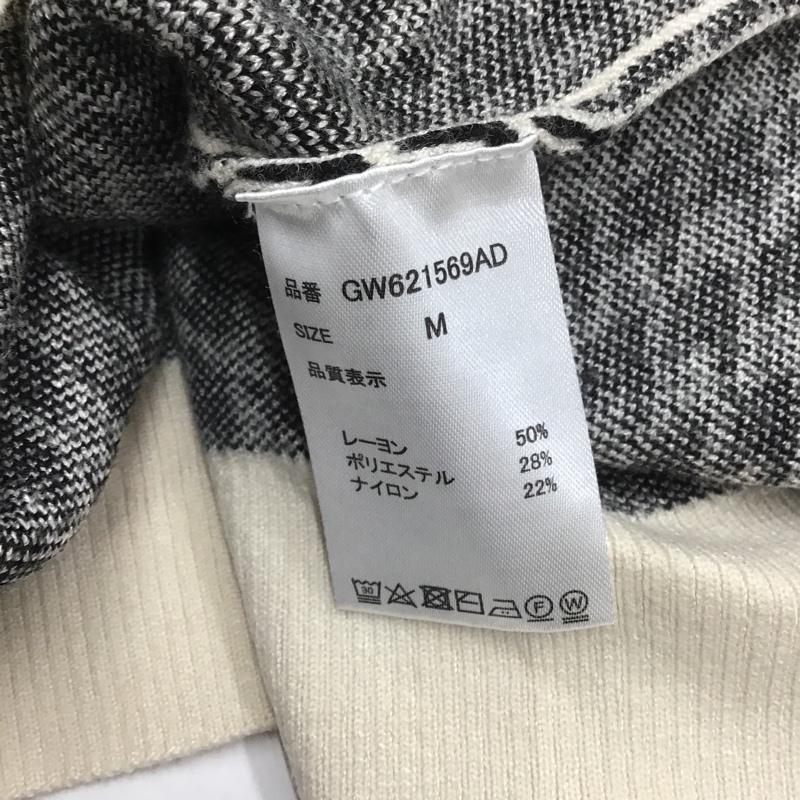 品番 GW621569AD
SIZE M
品質表示
レーヨン 50%
ポリエステル 28%
ナイロン 22%
30 F W